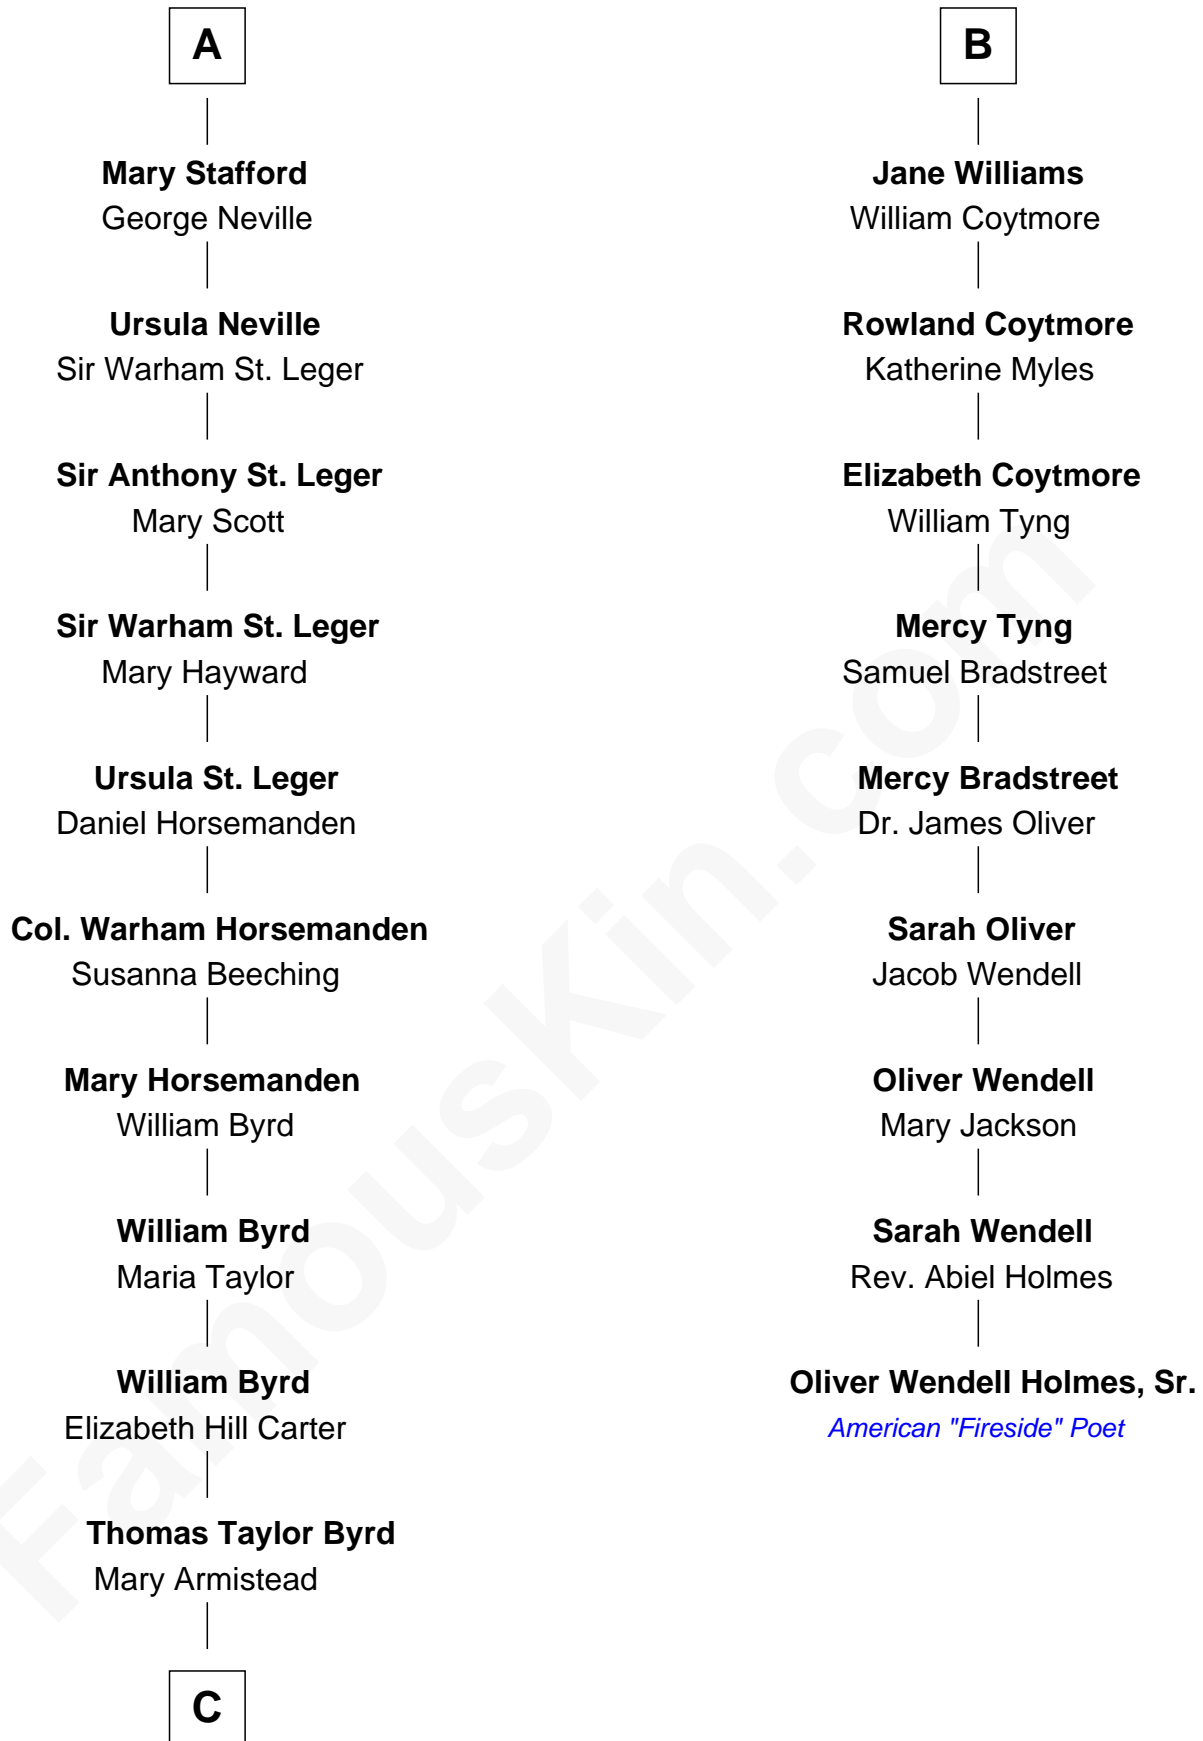 A
Mary Stafford
George Neville
Ursula Neville
Sir Warham St. Leger
Sir Anthony St. Leger
Mary Scott
Sir Warham St. Leger
Mary Hayward
Ursula St. Leger
Daniel Horsemanden
Col. Warham Horsemanden
Susanna Beeching
Mary Horsemanden
William Byrd
William Byrd
Maria Taylor
William Byrd
Elizabeth Hill Carter
Thomas Taylor Byrd
Mary Armistead
C
B
Jane Williams
William Coytmore
Rowland Coytmore
Katherine Myles
Elizabeth Coytmore
William Tyng
Mercy Tyng
Samuel Bradstreet
Mercy Bradstreet
Dr. James Oliver
Sarah Oliver
Jacob Wendell
Oliver Wendell
Mary Jackson
Sarah Wendell
Rev. Abiel Holmes
Oliver Wendell Holmes, Sr.
American "Fireside" Poet
FamousKin.com